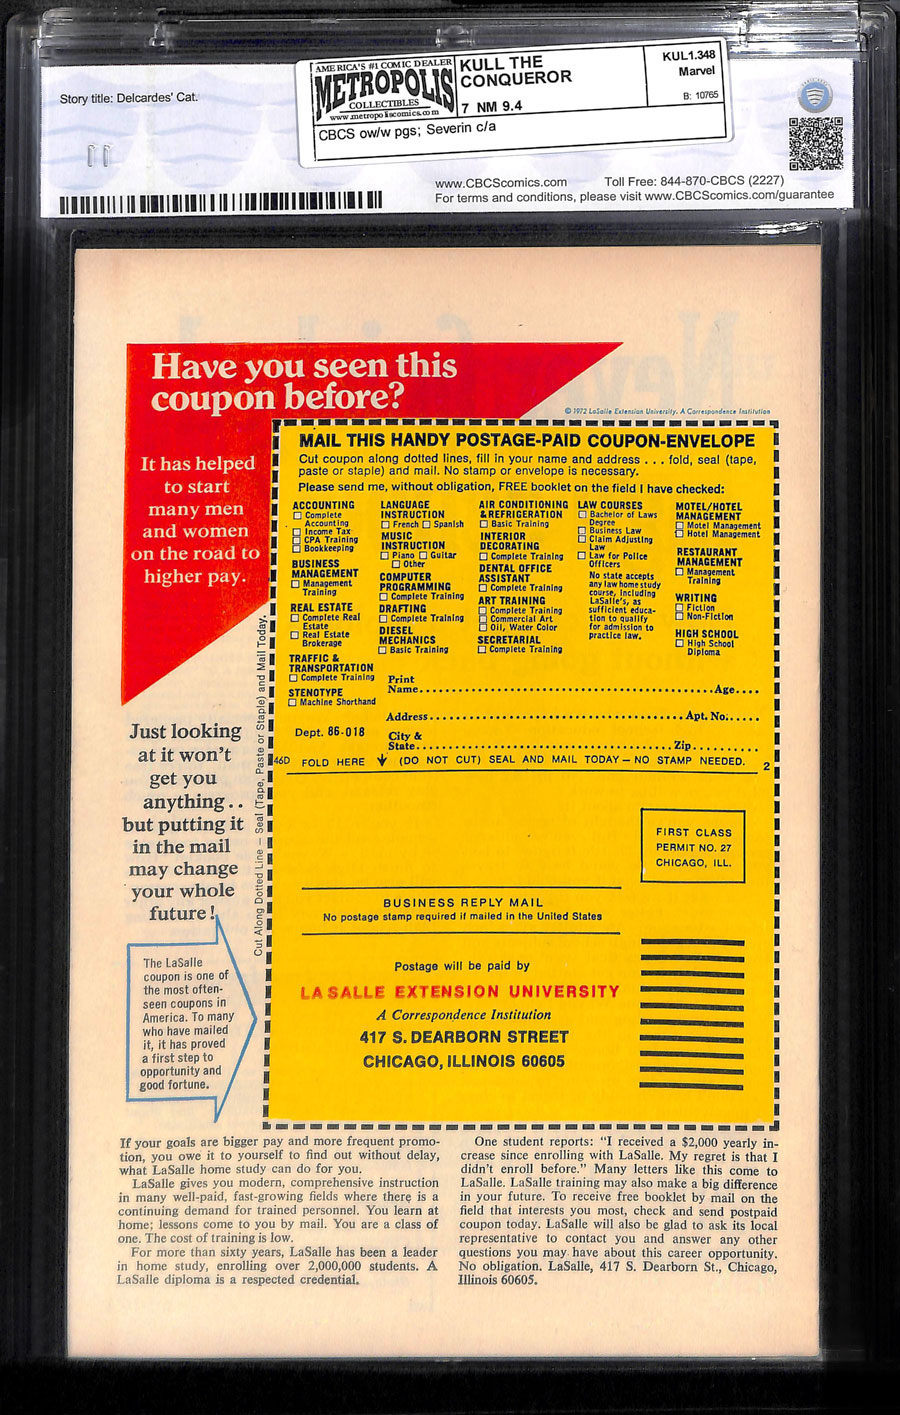 Story title: Delcardes' Cat.
AMERICA'S #1 COMIC DEALER
METROPOLIS
COLLECTIBLES
www.metropoliscomics.com
KULL THE
CONQUEROR
7 NM 9.4
KUL1.348
Marvel
B: 10765
CBCS ow/w pgs; Severin c/a
www.CBCScomics.com Toll Free: 844-870-CBCS (2227)
For terms and conditions, please visit www.CBCScomics.com/guarantee
Have you seen this
coupon before?
© 1972 LaSalle Extension University. A Correspondence Institution
It has helped
to start
many men
and women
on the road to
higher pay.
Just looking
at it won't
get you
anything..
but putting it
in the mail
may change
your whole
future!
The LaSalle
coupon is one of
the most often-
seen coupons in
America. To many
who have mailed
it, it has proved
a first step to
opportunity and
good fortune.
Cut Along Dotted Line — Seal (Tape, Paste or Staple) and Mail Today.
MAIL THIS HANDY POSTAGE-PAID COUPON-ENVELOPE
Cut coupon along dotted lines, fill in your name and address . . . fold, seal (tape,
paste or staple) and mail. No stamp or envelope is necessary.
Please send me, without obligation, FREE booklet on the field I have checked:
ACCOUNTING
Complete
Accounting
Income Tax
CPA Training
Bookkeeping
BUSINESS
MANAGEMENT
Management
Training
REAL ESTATE
Complete Real
Estate
Real Estate
Brokerage
TRAFFIC &
TRANSPORTATION
Complete Training
STENOTYPE
Machine Shorthand
LANGUAGE
INSTRUCTION
French Spanish
MUSIC
INSTRUCTION
Piano Guitar
Other
COMPUTER
PROGRAMMING
Complete Training
DRAFTING
Complete Training
DIESEL
MECHANICS
Basic Training
AIR CONDITIONING
& REFRIGERATION
Basic Training
INTERIOR
DECORATING
Complete Training
DENTAL OFFICE
ASSISTANT
Complete Training
ART TRAINING
Complete Training
Commercial Art
Oil, Water Color
SECRETARIAL
Complete Training
LAW COURSES
Bachelor of Laws
Degree
Business Law
Claim Adjusting
Law
Law for Police
Officers
No state accepts
any law home study
course, including
LaSalle's, as
sufficient educa-
tion to qualify
for admission to
practice law.
MOTEL/HOTEL
MANAGEMENT
Motel Management
Hotel Management
RESTAURANT
MANAGEMENT
Management
Training
WRITING
Fiction
Non-Fiction
HIGH SCHOOL
High School
Diploma
Print
Name Age
Address Apt. No.
Dept. 86-018
City &
State Zip
46D FOLD HERE (DO NOT CUT) SEAL AND MAIL TODAY — NO STAMP NEEDED. 2
FIRST CLASS
PERMIT NO. 27
CHICAGO, ILL.
BUSINESS REPLY MAIL
No postage stamp required if mailed in the United States
Postage will be paid by
LA SALLE EXTENSION UNIVERSITY
A Correspondence Institution
417 S. DEARBORN STREET
CHICAGO, ILLINOIS 60605
If your goals are bigger pay and more frequent promo-
tion, you owe it to yourself to find out without delay,
what LaSalle home study can do for you.
LaSalle gives you modern, comprehensive instruction
in many well-paid, fast-growing fields where there is a
continuing demand for trained personnel. You learn at
home; lessons come to you by mail. You are a class of
one. The cost of training is low.
For more than sixty years, LaSalle has been a leader
in home study, enrolling over 2,000,000 students. A
LaSalle diploma is a respected credential.
One student reports: "I received a $2,000 yearly in-
crease since enrolling with LaSalle. My regret is that I
didn't enroll before." Many letters like this come to
LaSalle. LaSalle training may also make a big difference
in your future. To receive free booklet by mail on the
field that interests you most, check and send postpaid
coupon today. LaSalle will also be glad to ask its local
representative to contact you and answer any other
questions you may have about this career opportunity.
No obligation. LaSalle, 417 S. Dearborn St., Chicago,
Illinois 60605.